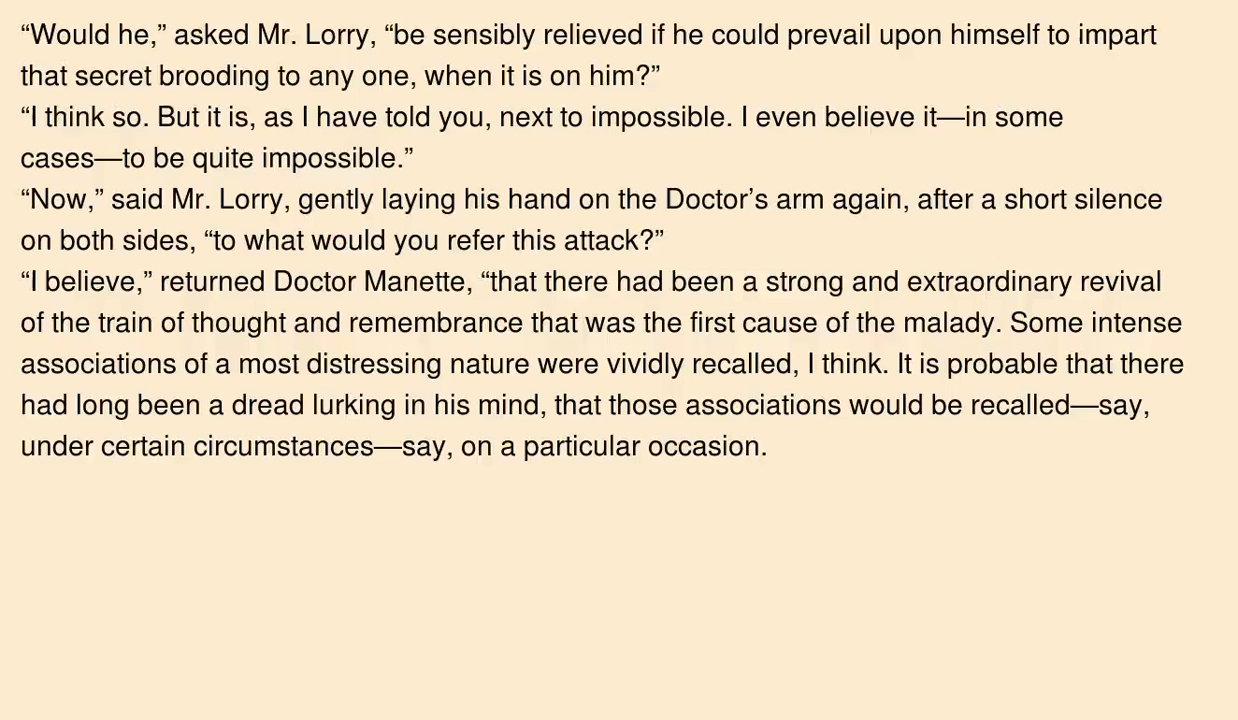 “Would he,” asked Mr. Lorry, “be sensibly relieved if he could prevail upon himself to impart
that secret brooding to any one, when it is on him?”
“I think so. But it is, as I have told you, next to impossible. I even believe it—in some
cases—to be quite impossible.”
“Now,” said Mr. Lorry, gently laying his hand on the Doctor’s arm again, after a short silence
on both sides, “to what would you refer this attack?”
“I believe,” returned Doctor Manette, “that there had been a strong and extraordinary revival
of the train of thought and remembrance that was the first cause of the malady. Some intense
associations of a most distressing nature were vividly recalled, I think. It is probable that there
had long been a dread lurking in his mind, that those associations would be recalled—say,
under certain circumstances—say, on a particular occasion.